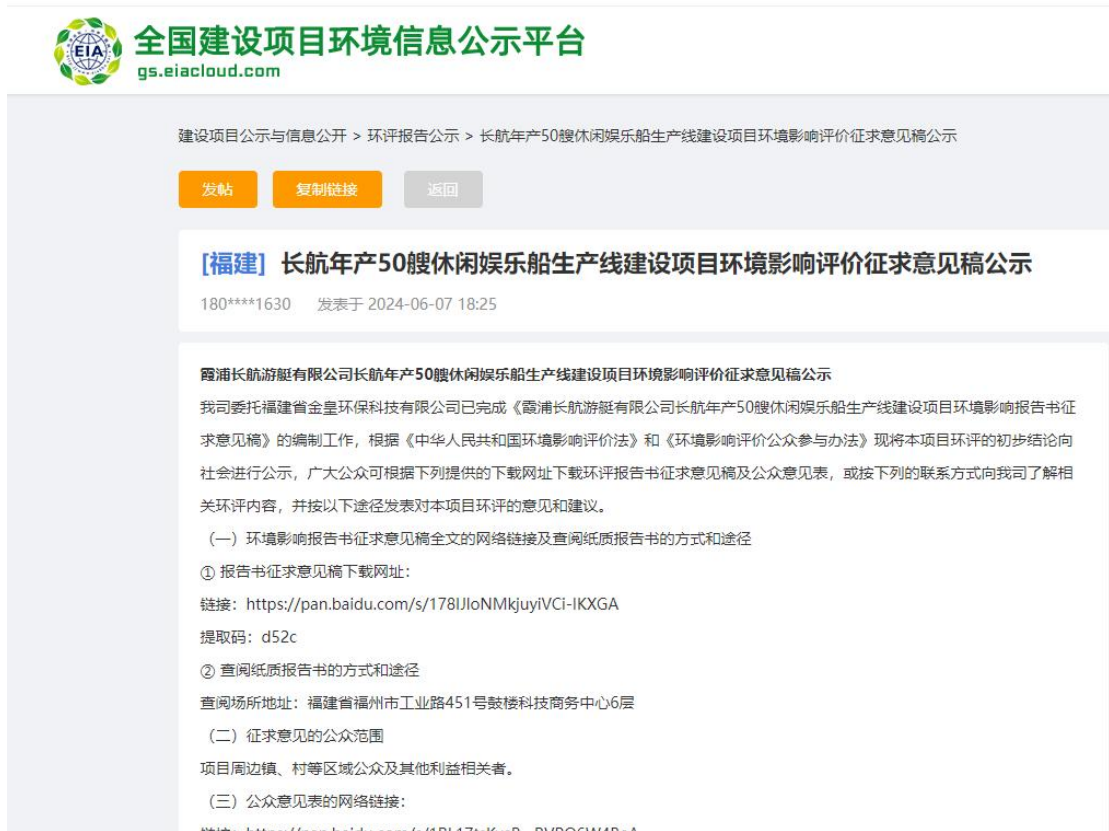 EIA
全国建设项目环境信息公示平台
gs.eiacloud.com
建设项目公示与信息公开 > 环评报告公示 > 长航年产50艘休闲娱乐船生产线建设项目环境影响评价征求意见稿公示
发帖 复制链接 返回
[福建] 长航年产50艘休闲娱乐船生产线建设项目环境影响评价征求意见稿公示
180****1630 发表于 2024-06-07 18:25
霞浦长航游艇有限公司长航年产50艘休闲娱乐船生产线建设项目环境影响评价征求意见稿公示
我司委托福建省金皇环保科技有限公司已完成《霞浦长航游艇有限公司长航年产50艘休闲娱乐船生产线建设项目环境影响报告书征
求意见稿》的编制工作，根据《中华人民共和国环境影响评价法》和《环境影响评价公众参与办法》现将本项目环评的初步结论向
社会进行公示，广大公众可根据下列提供的下载网址下载环评报告书征求意见稿及公众意见表，或按下列的联系方式向我司了解相
关环评内容，并按以下途径发表对本项目环评的意见和建议。
（一）环境影响报告书征求意见稿全文的网络链接及查阅纸质报告书的方式和途径
① 报告书征求意见稿下载网址：
链接：https://pan.baidu.com/s/178IJloNMkjuyiVCi-IKXGA
提取码：d52c
② 查阅纸质报告书的方式和途径
查阅场所地址：福建省福州市工业路451号鼓楼科技商务中心6层
（二）征求意见的公众范围
项目周边镇、村等区域公众及其他利益相关者。
（三）公众意见表的网络链接：